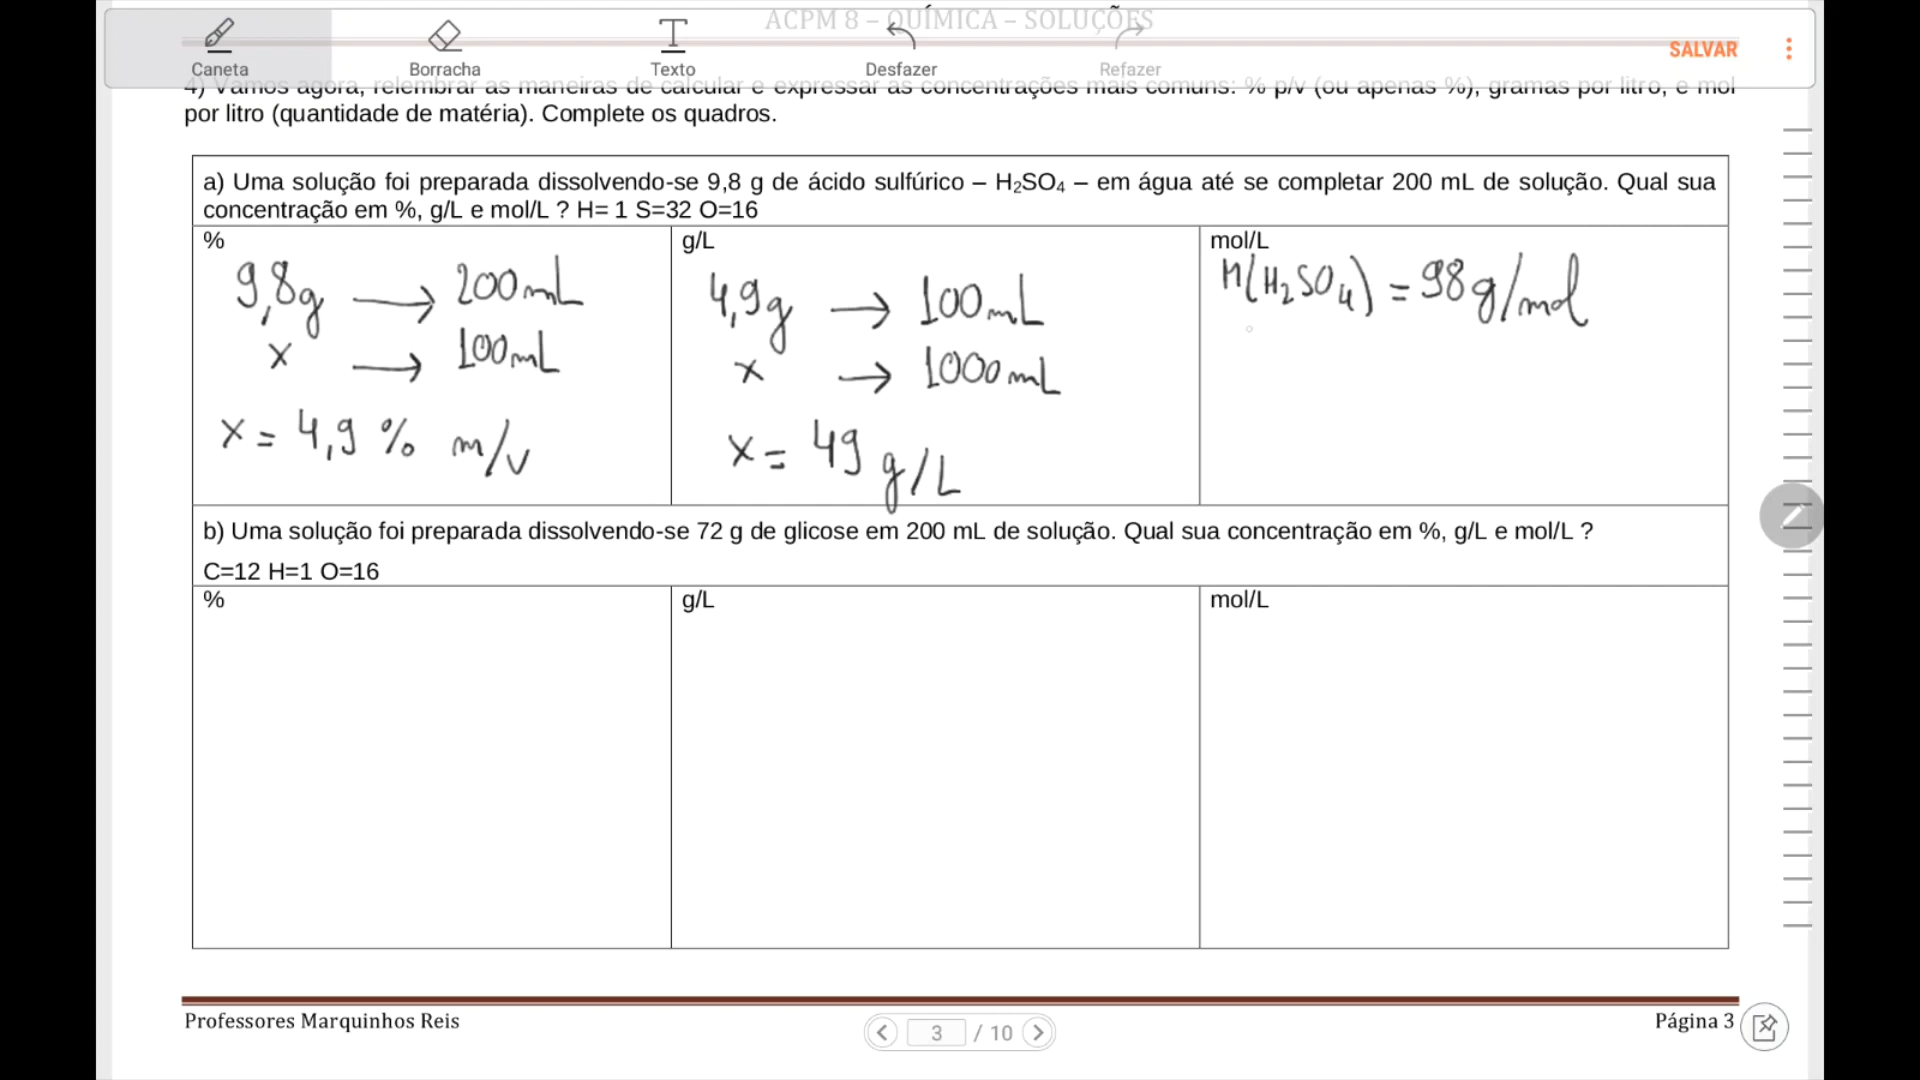 ACPM 8 – QUÍMICA – SOLUÇÕES
Caneta
Borracha
Texto
Desfazer
Refazer
SALVAR
4) Vamos agora, relembrar as maneiras de calcular e expressar as concentrações mais comuns: % p/v (ou apenas %), gramas por litro, e mol
por litro (quantidade de matéria). Complete os quadros.
a) Uma solução foi preparada dissolvendo-se 9,8 g de ácido sulfúrico – H₂SO₄ – em água até se completar 200 mL de solução. Qual sua
concentração em %, g/L e mol/L ? H= 1 S=32 O=16
%
9,8g → 200mL
x → 100mL
x = 4,9 % m/v
g/L
4,9g → 100mL
x → 1000mL
x = 49 g/L
mol/L
M(H₂SO₄) = 98g/mol
b) Uma solução foi preparada dissolvendo-se 72 g de glicose em 200 mL de solução. Qual sua concentração em %, g/L e mol/L ?
C=12 H=1 O=16
%
g/L
mol/L
Professores Marquinhos Reis
3 / 10
Página 3